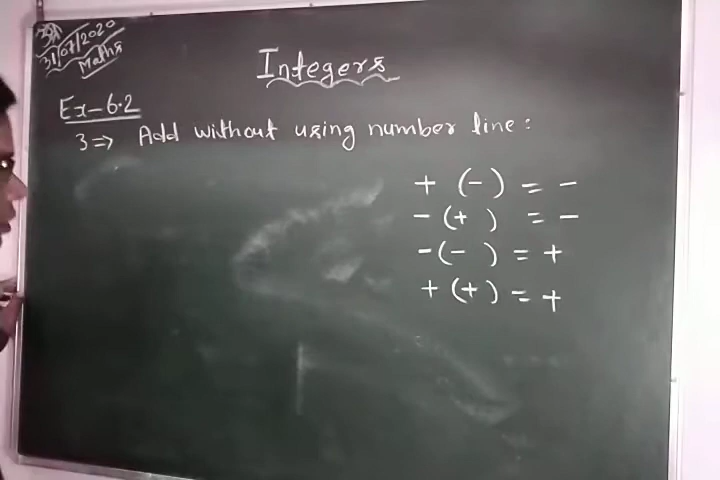 31/07/2020
Maths
Integers
Ex-6.2
3⇒ Add without using number line:
+ (-) = -
- (+ ) = -
-(- ) = +
+ (+) = +